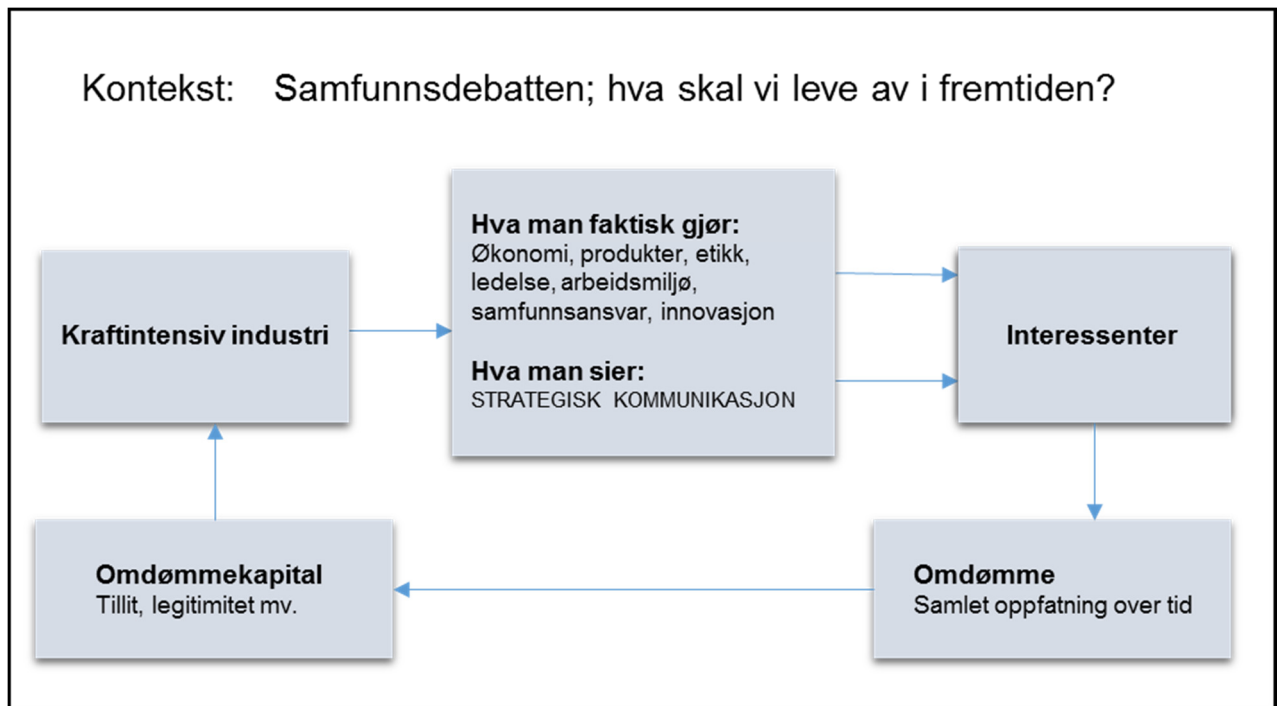 Kontekst: Samfunnsdebatten; hva skal vi leve av i fremtiden?
Kraftintensiv industri
Hva man faktisk gjør:
Økonomi, produkter, etikk,
ledelse, arbeidsmiljø,
samfunnsansvar, innovasjon
Hva man sier:
STRATEGISK KOMMUNIKASJON
Interessenter
Omdømmekapital
Tillit, legitimitet mv.
Omdømme
Samlet oppfatning over tid